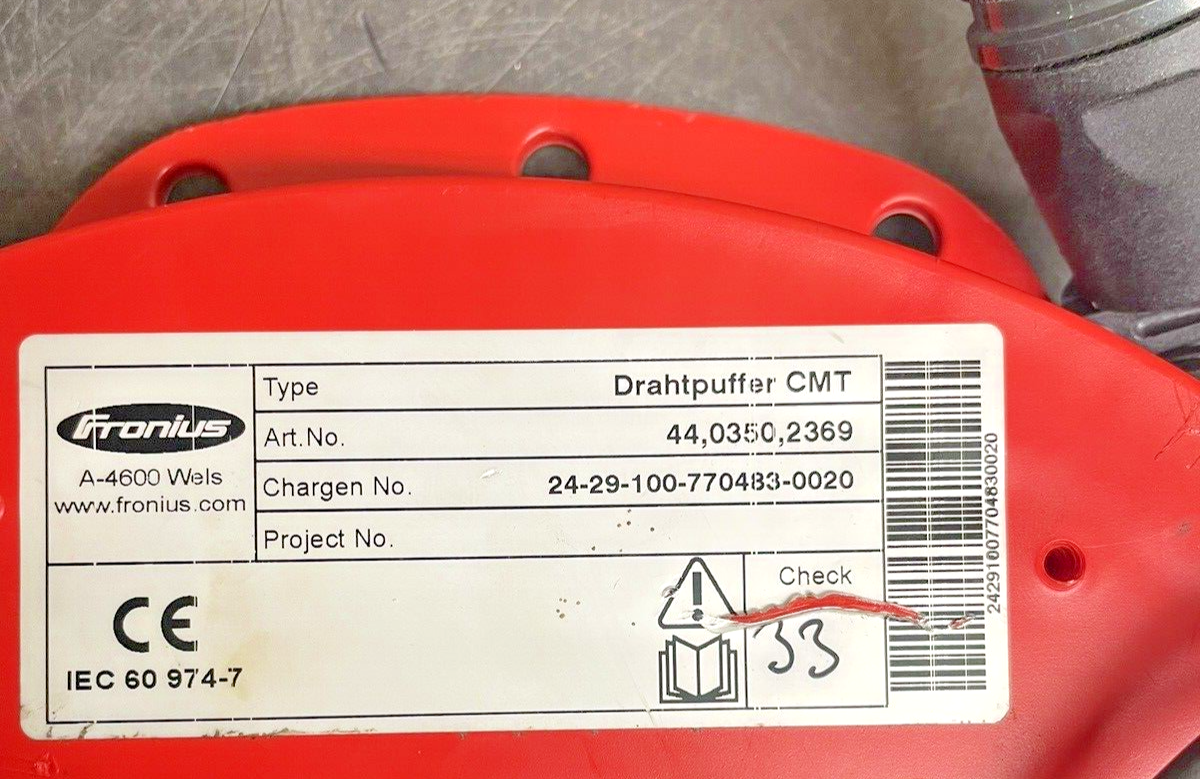 Fronius
A-4600 Wels
www.fronius.com
Type Drahtpuffer CMT
Art.No. 44,0350,2369
Chargen No. 24-29-100-770483-0020
Project No.
CE
IEC 60 974-7
Check
33
24291007704830020